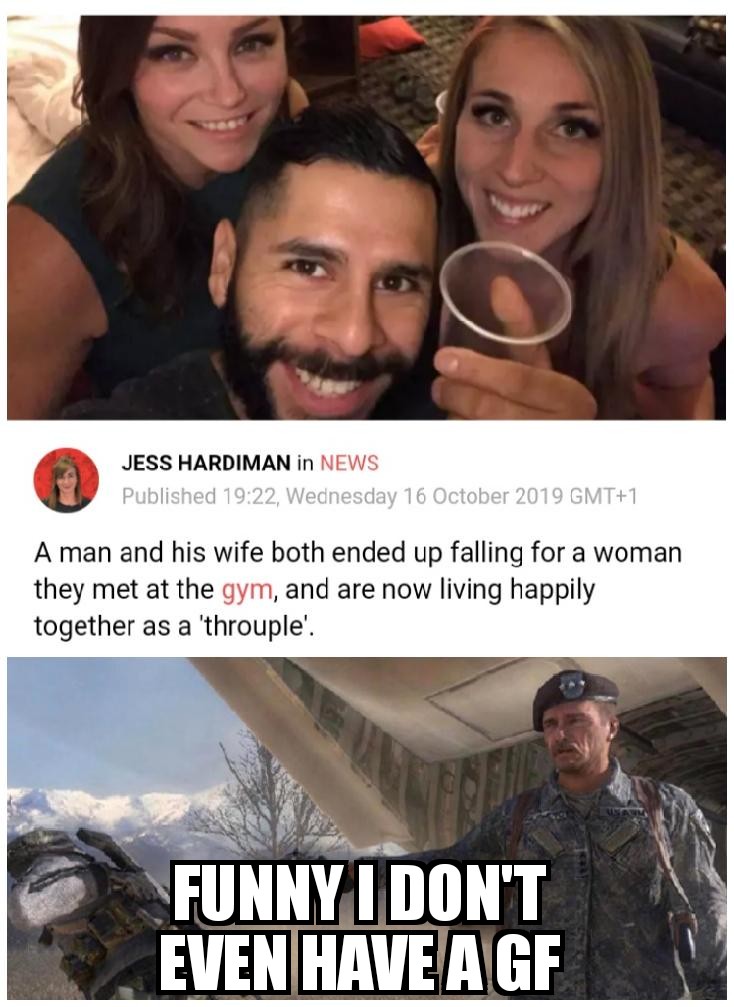 JESS HARDIMAN in NEWS
Published 19:22, Wednesday 16 October 2019 GMT+1
A man and his wife both ended up falling for a woman
they met at the gym, and are now living happily
together as a 'throuple'.
U.S. ARMY
FUNNY I DON'T
EVEN HAVE A GF